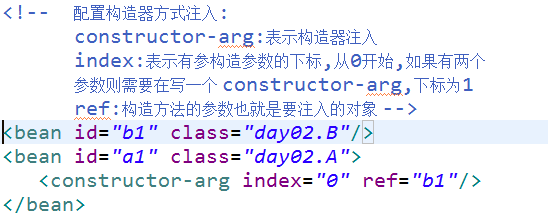 <!-- 配置构造器方式注入:
constructor-arg:表示构造器注入
index:表示有参构造参数的下标,从0开始,如果有两个
参数则需要在写一个 constructor-arg,下标为1
ref:构造方法的参数也就是要注入的对象 -->
<bean id="b1" class="day02.B"/>
<bean id="a1" class="day02.A">
<constructor-arg index="0" ref="b1"/>
</bean>